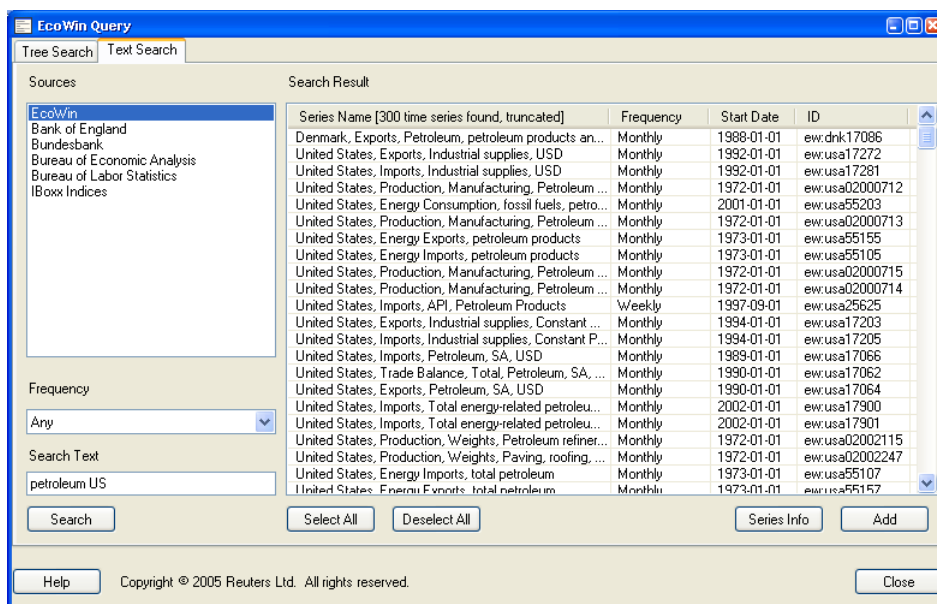 EcoWin Query
Tree Search Text Search
Sources
EcoWin
Bank of England
Bundesbank
Bureau of Economic Analysis
Bureau of Labor Statistics
IBoxx Indices
Frequency
Any
Search Text
petroleum US
Search
Search Result
Series Name [300 time series found, truncated] Frequency Start Date ID
Denmark, Exports, Petroleum, petroleum products an... Monthly 1988-01-01 ew:dnk17086
United States, Exports, Industrial supplies, USD Monthly 1992-01-01 ew:usa17272
United States, Imports, Industrial supplies, USD Monthly 1992-01-01 ew:usa17281
United States, Production, Manufacturing, Petroleum ... Monthly 1972-01-01 ew:usa02000712
United States, Energy Consumption, fossil fuels, petro... Monthly 2001-01-01 ew:usa55203
United States, Production, Manufacturing, Petroleum ... Monthly 1972-01-01 ew:usa02000713
United States, Energy Exports, petroleum products Monthly 1973-01-01 ew:usa55155
United States, Energy Imports, petroleum products Monthly 1973-01-01 ew:usa55105
United States, Production, Manufacturing, Petroleum ... Monthly 1972-01-01 ew:usa02000715
United States, Production, Manufacturing, Petroleum ... Monthly 1972-01-01 ew:usa02000714
United States, Imports, API, Petroleum Products Weekly 1997-09-01 ew:usa25625
United States, Exports, Industrial supplies, Constant ... Monthly 1994-01-01 ew:usa17203
United States, Imports, Industrial supplies, Constant P... Monthly 1994-01-01 ew:usa17205
United States, Imports, Petroleum, SA, USD Monthly 1989-01-01 ew:usa17066
United States, Trade Balance, Total, Petroleum, SA, ... Monthly 1990-01-01 ew:usa17062
United States, Exports, Petroleum, SA, USD Monthly 1990-01-01 ew:usa17064
United States, Imports, Total energy-related petroleu... Monthly 2002-01-01 ew:usa17900
United States, Imports, Total energy-related petroleu... Monthly 2002-01-01 ew:usa17901
United States, Production, Weights, Petroleum refiner... Monthly 1972-01-01 ew:usa02002115
United States, Production, Weights, Paving, roofing, ... Monthly 1972-01-01 ew:usa02002247
United States, Energy Imports, total petroleum Monthly 1973-01-01 ew:usa55107
United States, Energy Exports, total petroleum Monthly 1973-01-01 ew:usa55157
Select All Deselect All Series Info Add
Help Copyright © 2005 Reuters Ltd. All rights reserved. Close